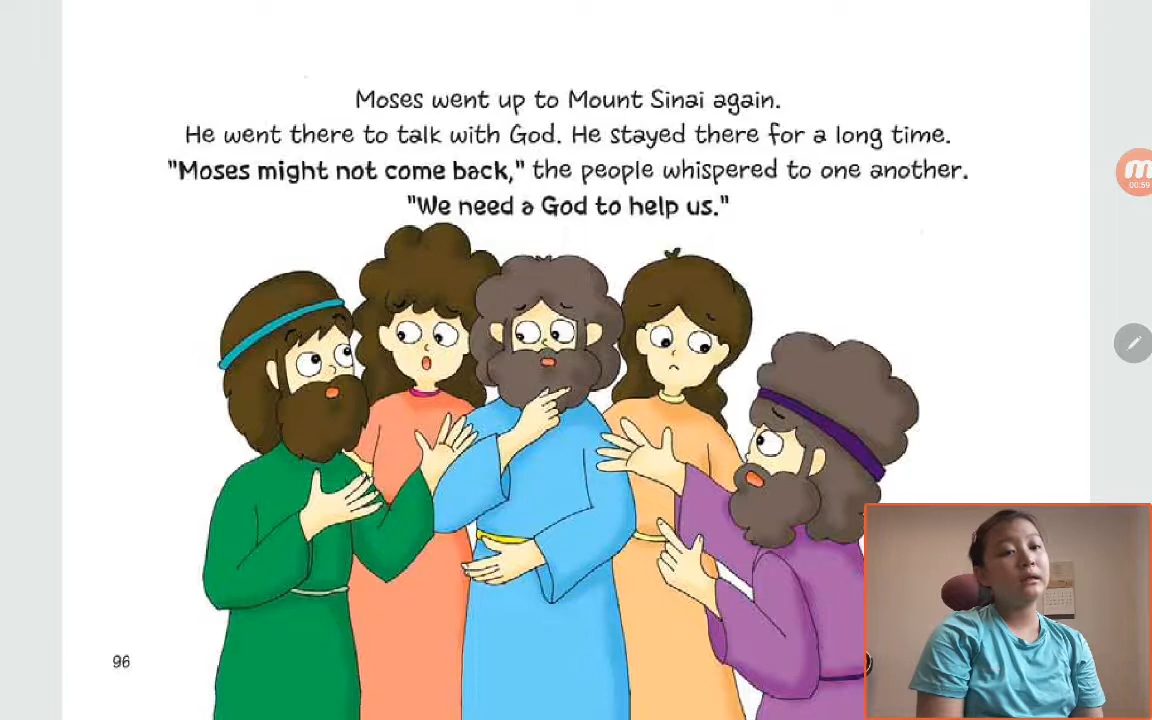 Moses went up to Mount Sinai again.
He went there to talk with God. He stayed there for a long time.
"Moses might not come back," the people whispered to one another.
"We need a God to help us."
00:59
96